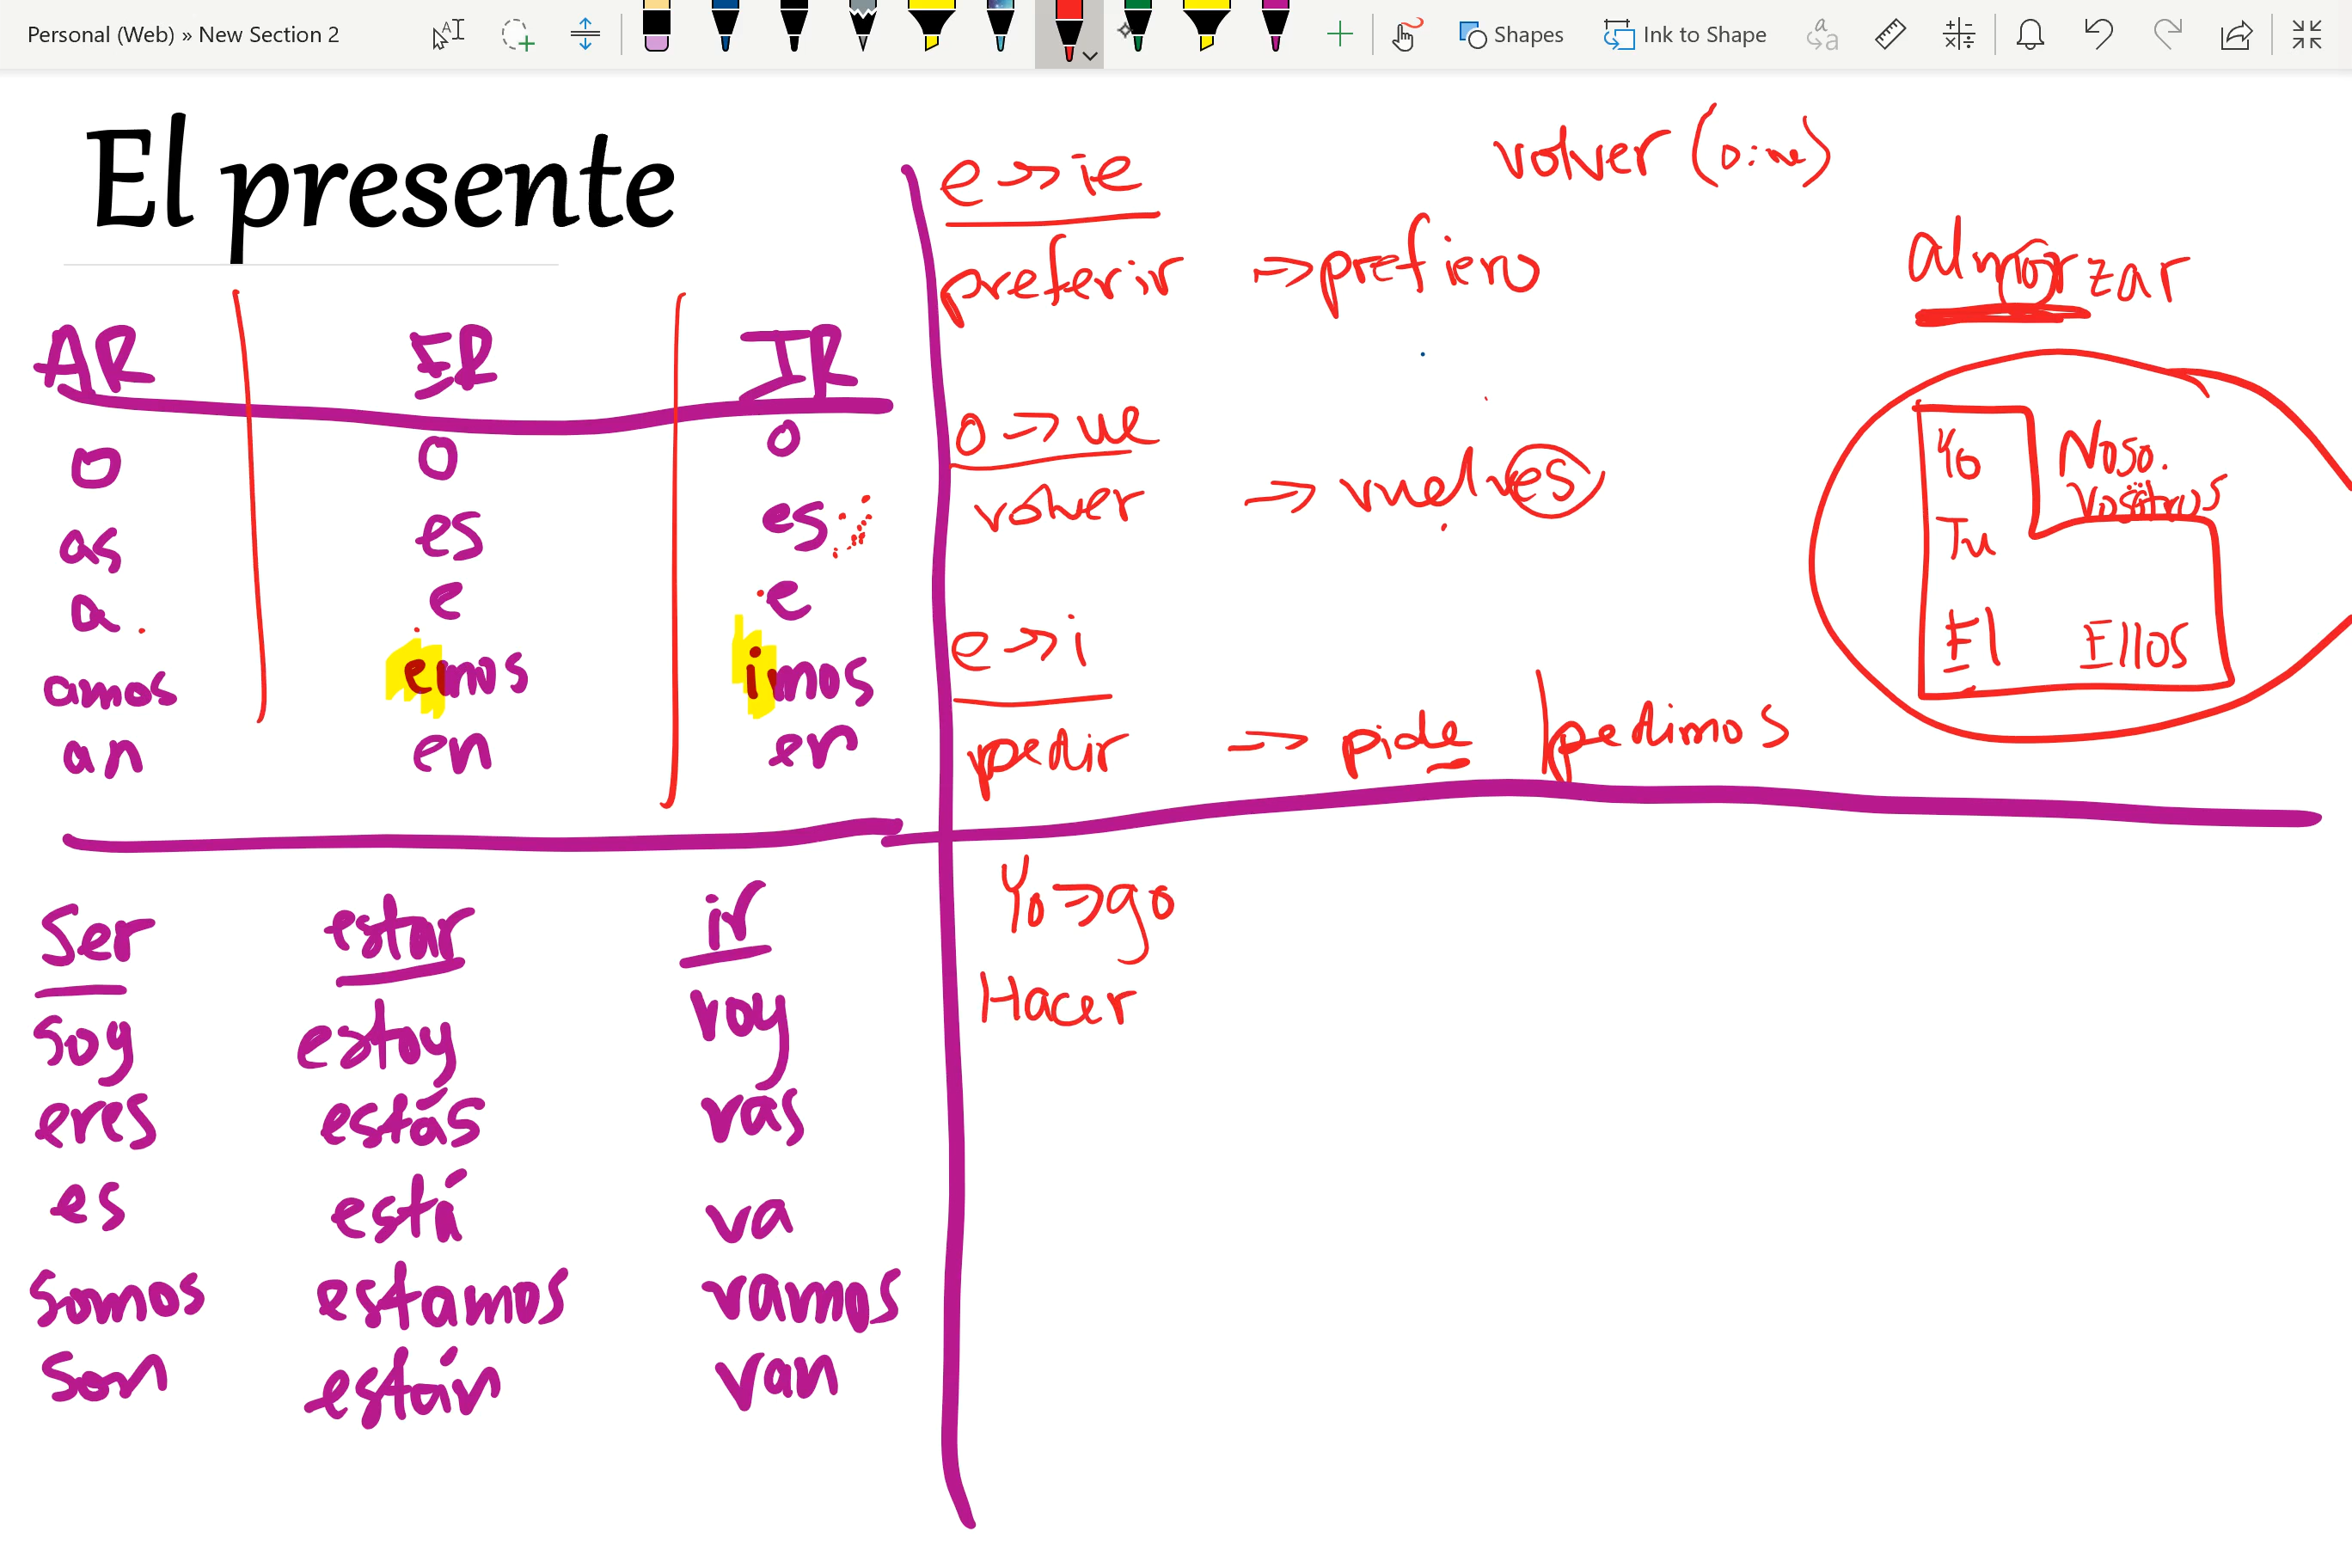 Personal (Web) » New Section 2
Shapes
Ink to Shape
El presente
AR ER IR
o o o
as es es
a e e
amos emos imos
an en en
Ser estar ir
soy estoy voy
eres estás vas
es está va
somos estamos vamos
son están van
e => ie
preferir => prefiero
o => ue
volver => vuelves
e => i
pedir => pide | pedimos
volver (o:ue)
almorzar
Yo Noso.
Vosotros
Tu
El Ellos
Yo => go
Hacer